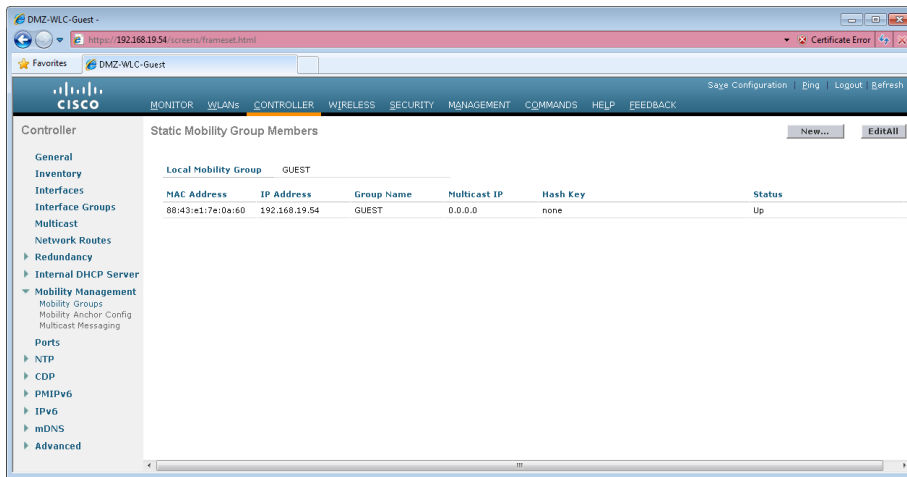 DMZ-WLC-Guest -
https://192.168.19.54/screens/frameset.html
Certificate Error
Favorites
DMZ-WLC-Guest
CISCO
Save Configuration | Ping | Logout | Refresh
MONITOR WLANs CONTROLLER WIRELESS SECURITY MANAGEMENT COMMANDS HELP FEEDBACK
Controller
General
Inventory
Interfaces
Interface Groups
Multicast
Network Routes
Redundancy
Internal DHCP Server
Mobility Management
Mobility Groups
Mobility Anchor Config
Multicast Messaging
Ports
NTP
CDP
PMIPv6
IPv6
mDNS
Advanced
Static Mobility Group Members
New...
EditAll
Local Mobility Group GUEST
MAC Address IP Address Group Name Multicast IP Hash Key Status
88:43:e1:7e:0a:60 192.168.19.54 GUEST 0.0.0.0 none Up